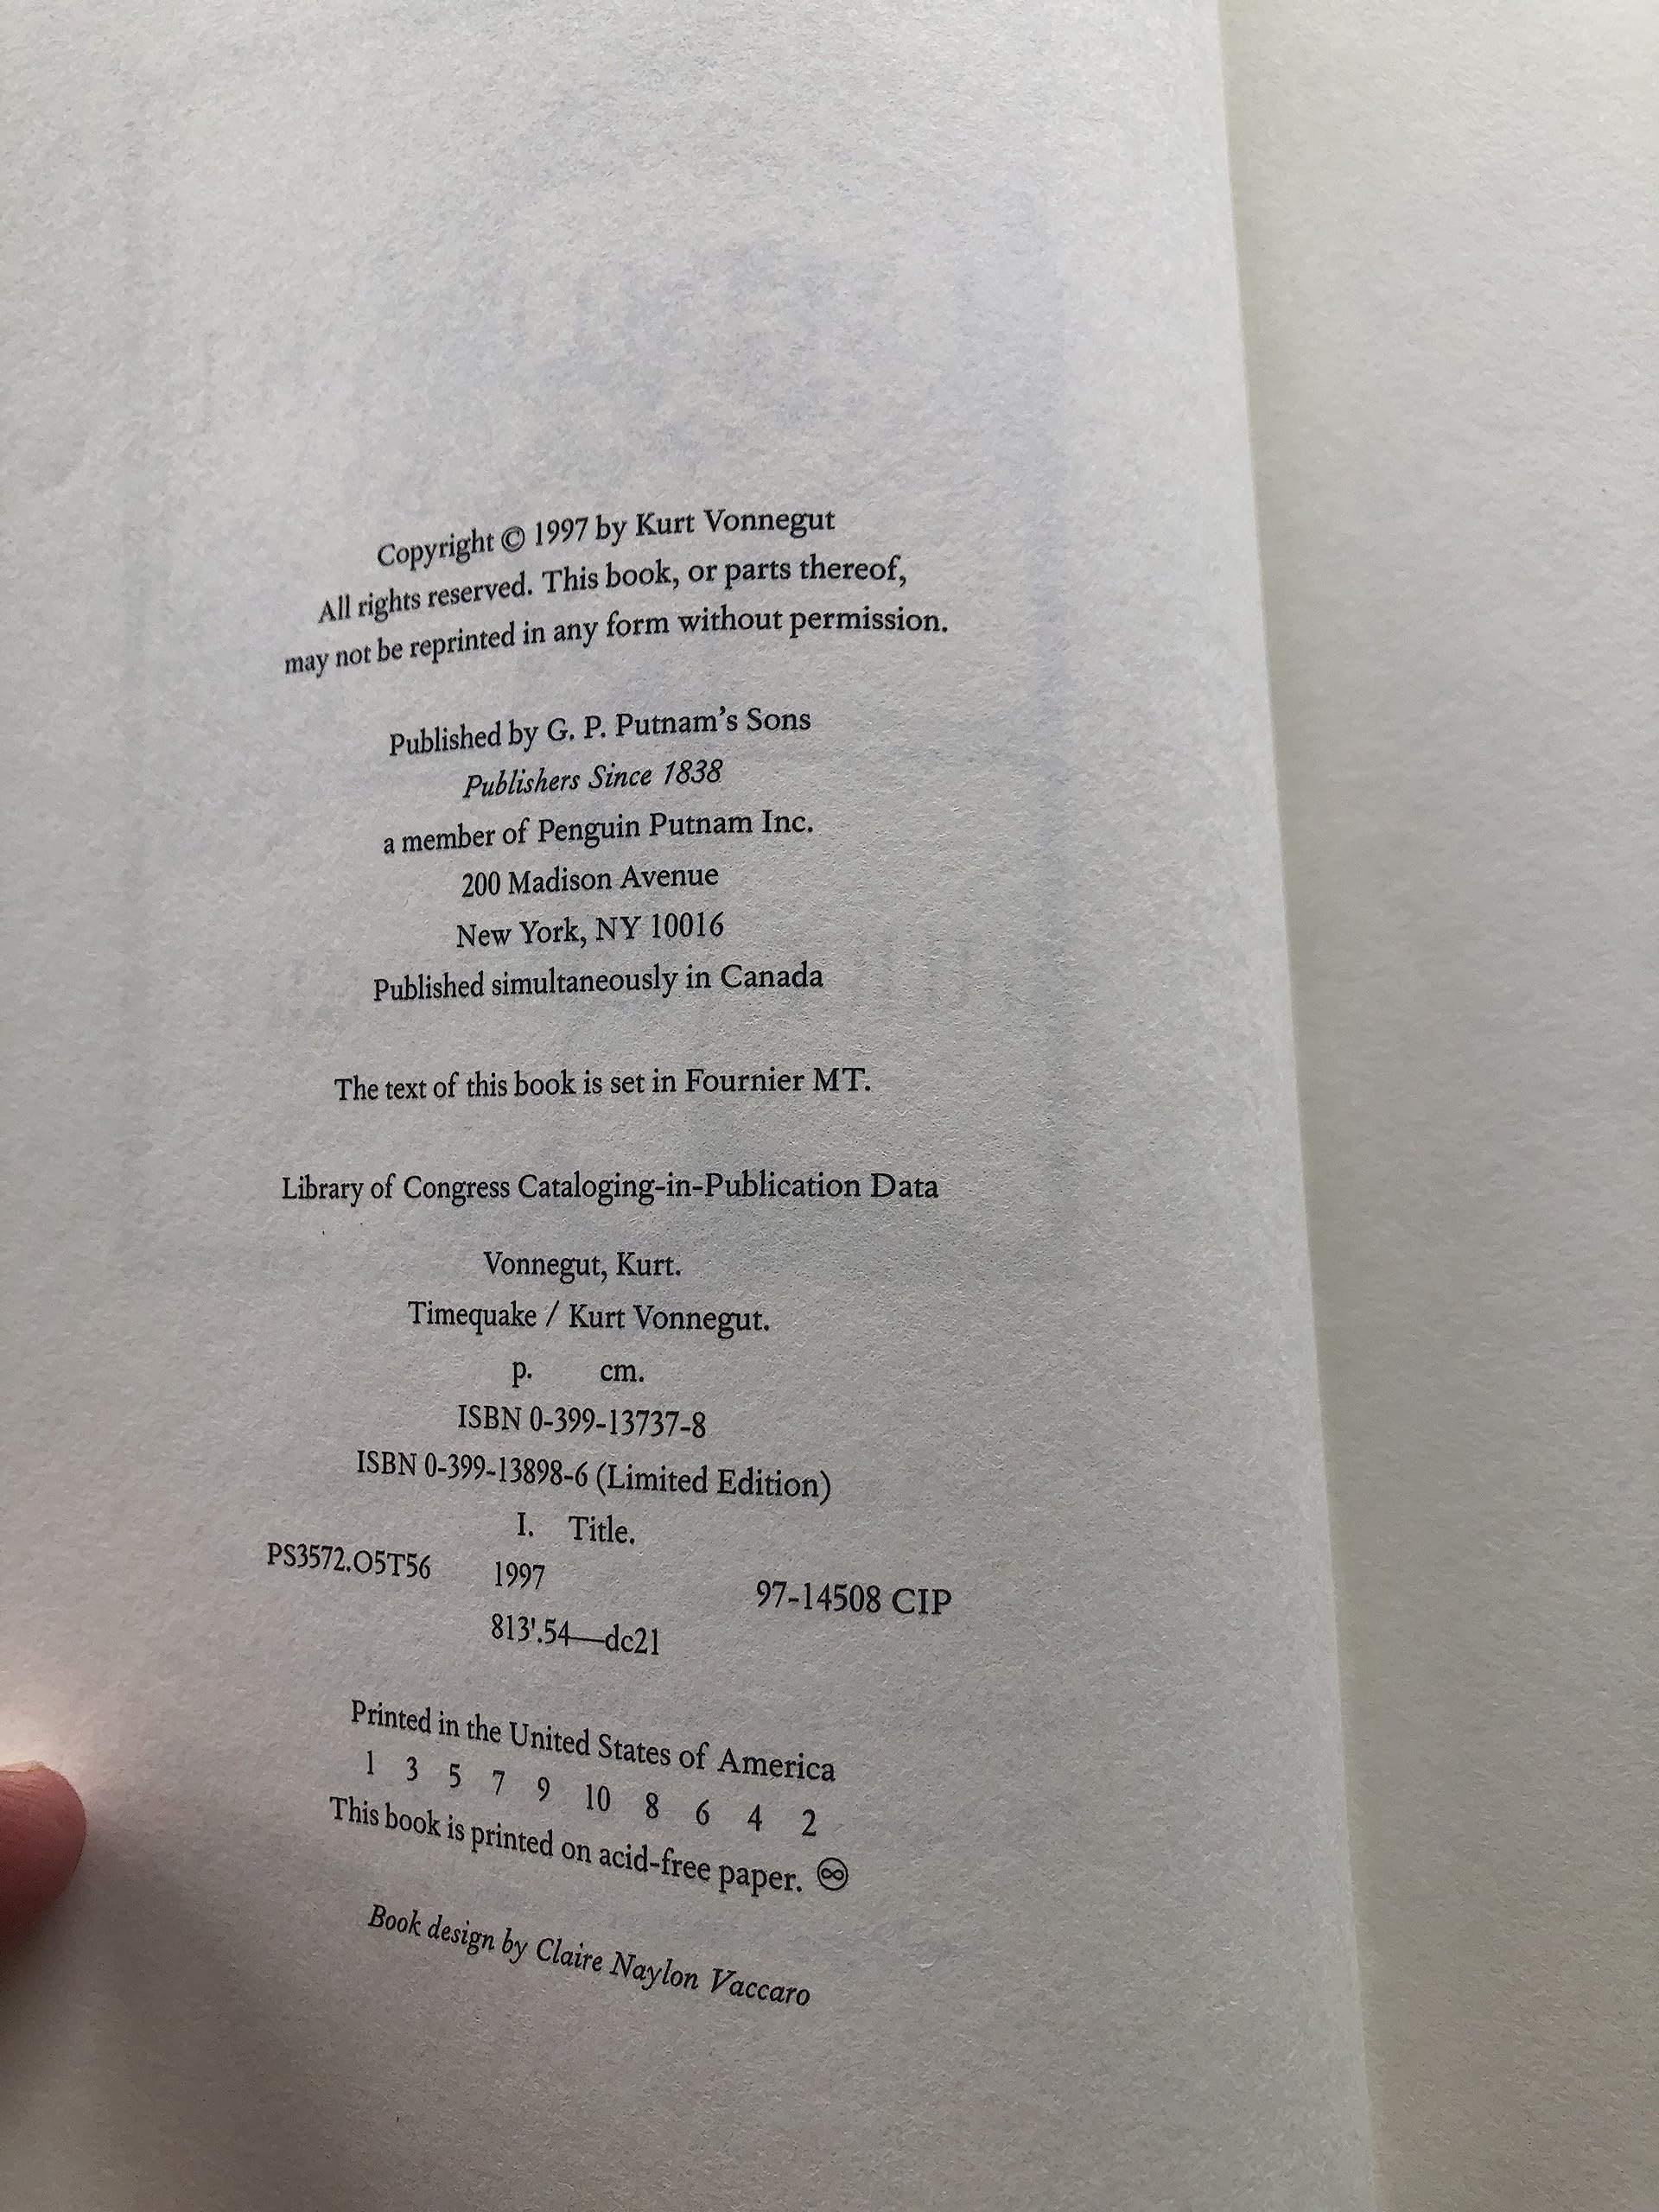 Copyright © 1997 by Kurt Vonnegut
All rights reserved. This book, or parts thereof,
may not be reprinted in any form without permission.
Published by G. P. Putnam's Sons
Publishers Since 1838
a member of Penguin Putnam Inc.
200 Madison Avenue
New York, NY 10016
Published simultaneously in Canada
The text of this book is set in Fournier MT.
Library of Congress Cataloging-in-Publication Data
Vonnegut, Kurt.
Timequake / Kurt Vonnegut.
p. cm.
ISBN 0-399-13737-8
ISBN 0-399-13898-6 (Limited Edition)
I. Title.
PS3572.O5T56 1997 97-14508 CIP
813'.54—dc21
Printed in the United States of America
1 3 5 7 9 10 8 6 4 2
This book is printed on acid-free paper. ♾
Book design by Claire Naylon Vaccaro